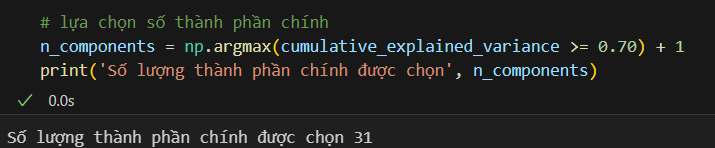 # lựa chọn số thành phần chính
n_components = np.argmax(cumulative_explained_variance >= 0.70) + 1
print('Số lượng thành phần chính được chọn', n_components)
0.0s
Số lượng thành phần chính được chọn 31